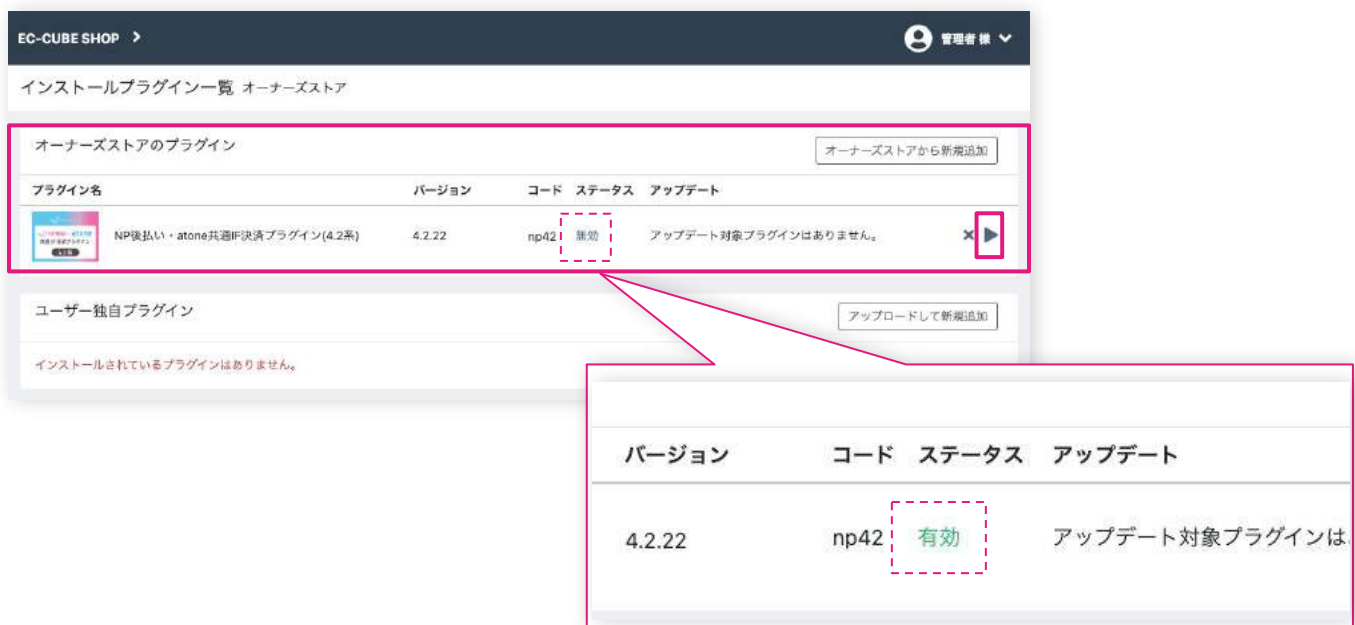 EC-CUBE SHOP >
管理者 様
インストールプラグイン一覧 オーナーズストア
オーナーズストアのプラグイン
オーナーズストアから新規追加
プラグイン名 バージョン コード ステータス アップデート
NP後払い・atone共通IF決済プラグイン(4.2系) 4.2.22 np42 無効 アップデート対象プラグインはありません。
ユーザー独自プラグイン
アップロードして新規追加
インストールされているプラグインはありません。
バージョン コード ステータス アップデート
4.2.22 np42 有効 アップデート対象プラグインは